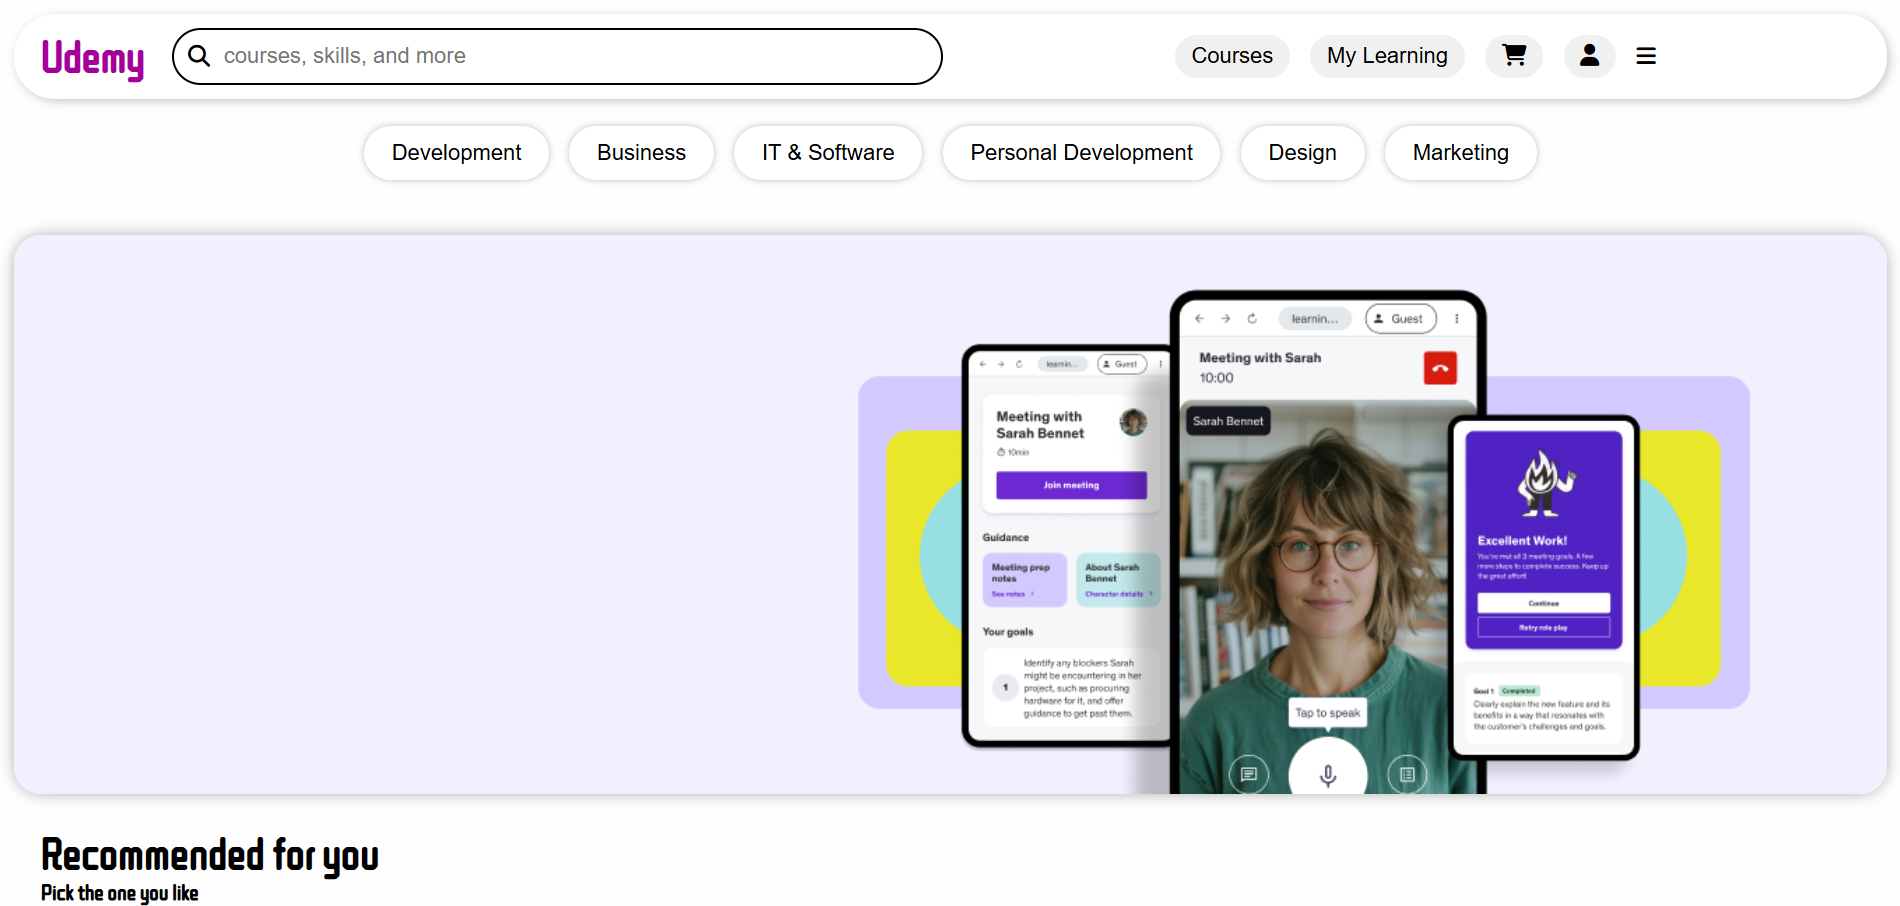 Udemy
courses, skills, and more
Courses
My Learning
Development
Business
IT & Software
Personal Development
Design
Marketing
learnin...
Guest
Meeting with
Sarah Bennet
10min
Join meeting
Guidance
Meeting prep
notes
See notes
About Sarah
Bennet
Character details
Your goals
1
Identify any blockers Sarah
might be encountering in her
project, such as procuring
hardware for it, and offer
guidance to get past them.
learnin...
Guest
Meeting with Sarah
10:00
Sarah Bennet
Tap to speak
Excellent Work!
You've met all 3 meeting goals. A few
more steps to complete success. Keep up
the great effort!
Continue
Retry role play
Goal 1 Completed
Clearly explain the new feature and its
benefits in a way that resonates with
the customer's challenges and goals.
Recommended for you
Pick the one you like